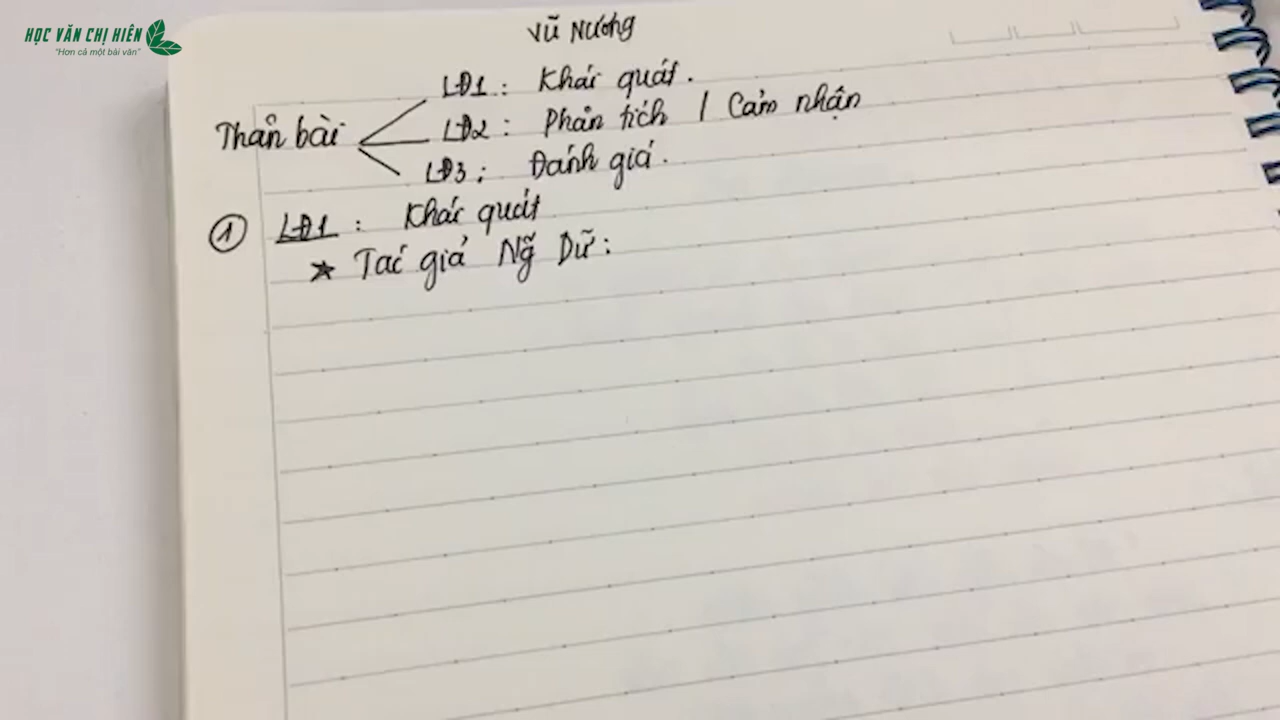 HỌC VĂN CHỊ HIÊN
"Hơn cả một bài văn"
Vũ Nương
Thân bài
LĐ1 : Khái quát.
LĐ2 : Phân tích / Cảm nhận
LĐ3 : Đánh giá.
① LĐ1 : Khái quát
★ Tác giả Ng̃ Dữ :